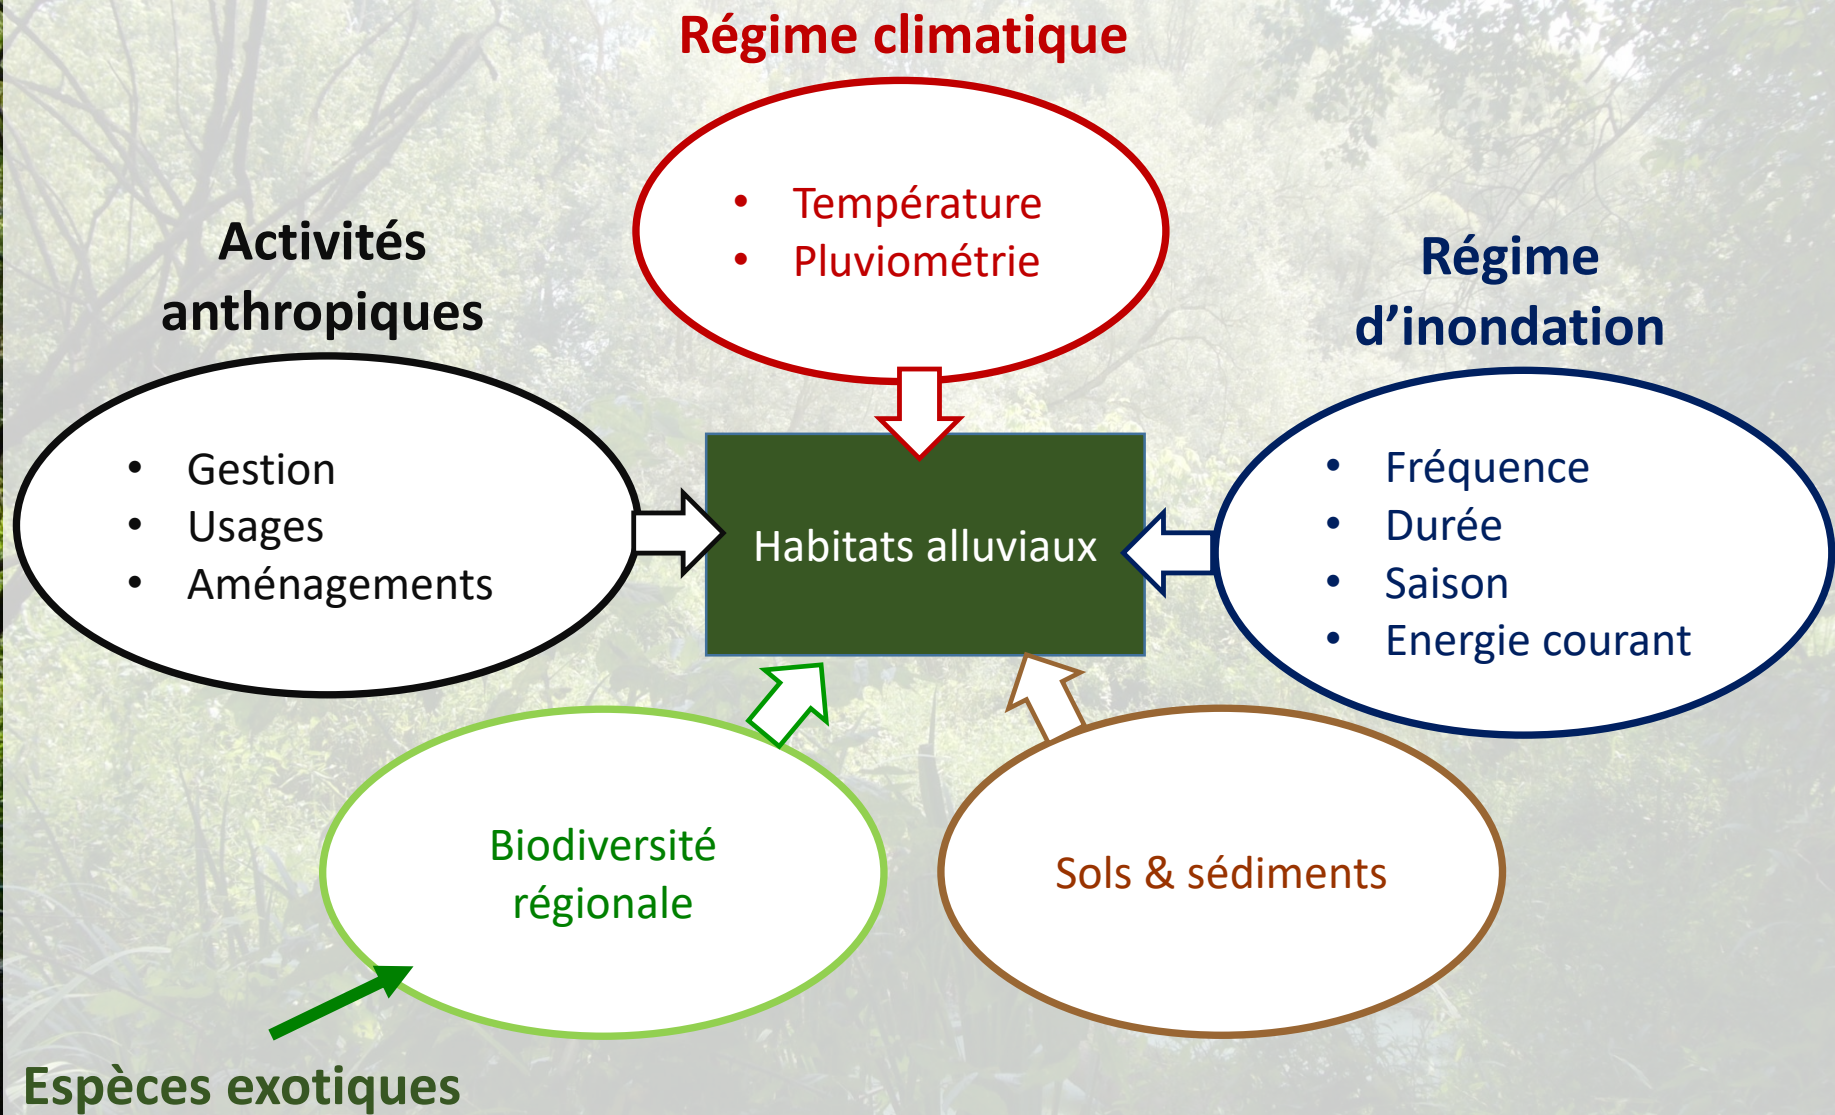 Régime climatique
• Température
• Pluviométrie
Activités
anthropiques
• Gestion
• Usages
• Aménagements
Régime
d’inondation
• Fréquence
• Durée
• Saison
• Energie courant
Habitats alluviaux
Biodiversité
régionale
Sols & sédiments
Espèces exotiques